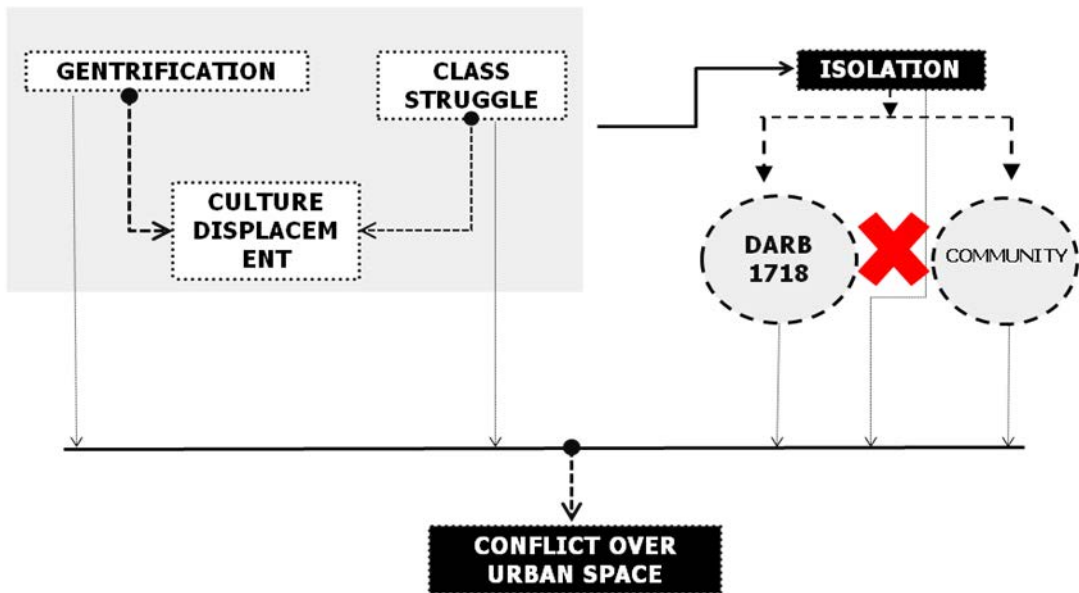 GENTRIFICATION
CLASS
STRUGGLE
CULTURE
DISPLACEM
ENT
ISOLATION
DARB
1718
COMMUNITY
CONFLICT OVER
URBAN SPACE